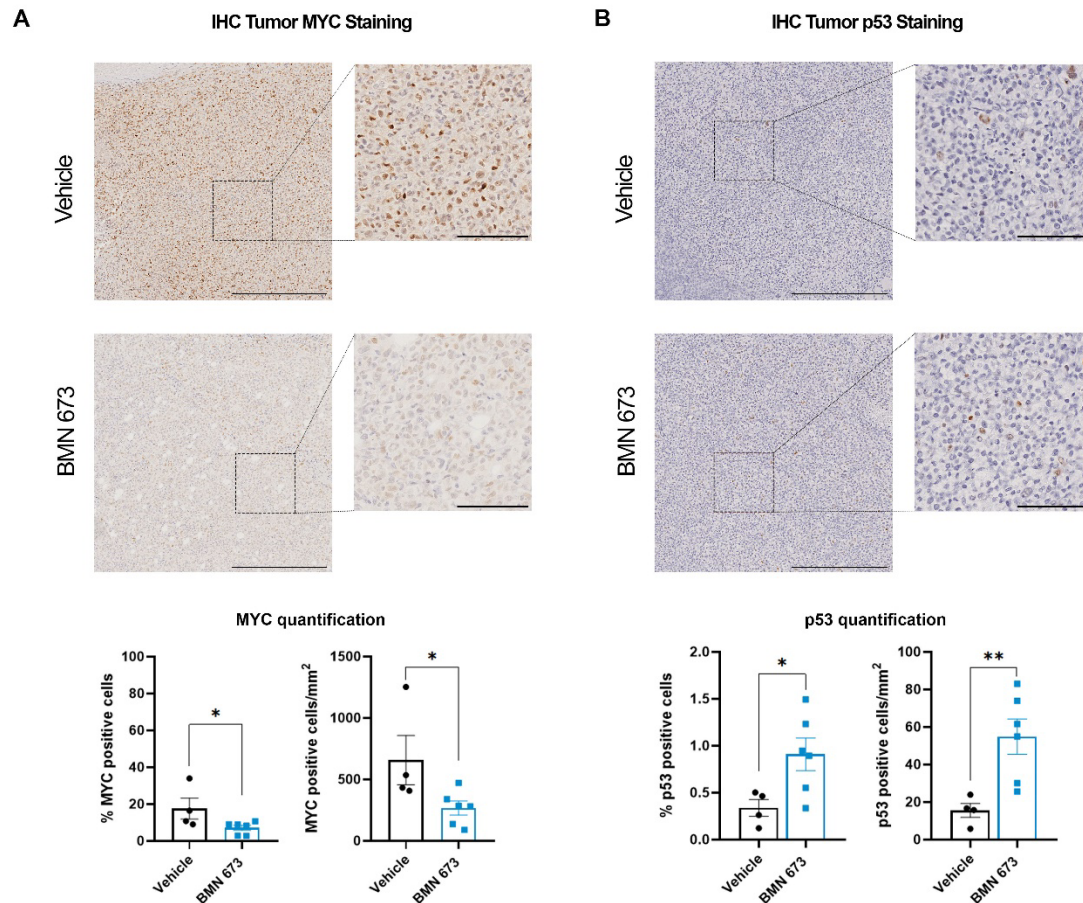 A
IHC Tumor MYC Staining
Vehicle
BMN 673
MYC quantification
% MYC positive cells
100
80
60
40
20
0
*
Vehicle
BMN 673
MYC positive cells/mm²
1500
1000
500
0
*
Vehicle
BMN 673
B
IHC Tumor p53 Staining
Vehicle
BMN 673
p53 quantification
% p53 positive cells
2.0
1.5
1.0
0.5
0.0
*
Vehicle
BMN 673
p53 positive cells/mm²
100
80
60
40
20
0
**
Vehicle
BMN 673